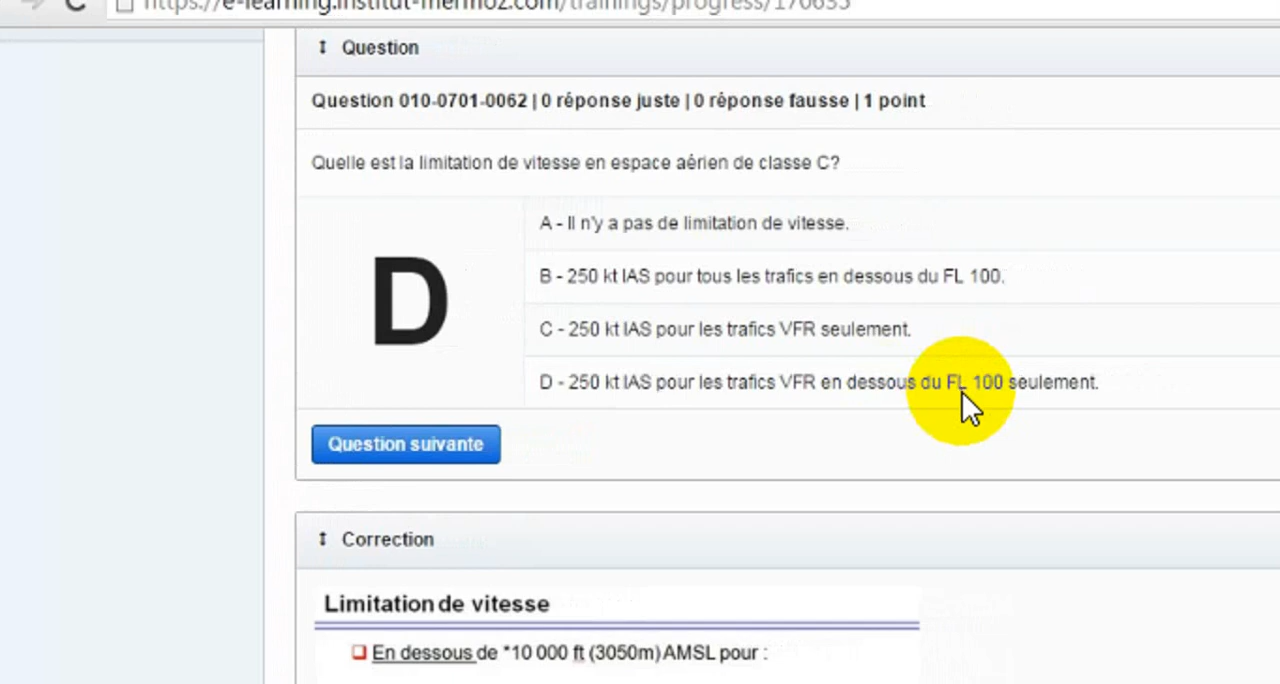 https://e-learning.institut-mermoz.com/trainings/progress/170635
Question
Question 010-0701-0062 | 0 réponse juste | 0 réponse fausse | 1 point
Quelle est la limitation de vitesse en espace aérien de classe C?
D
A - Il n'y a pas de limitation de vitesse.
B - 250 kt IAS pour tous les trafics en dessous du FL 100.
C - 250 kt IAS pour les trafics VFR seulement.
D - 250 kt IAS pour les trafics VFR en dessous du FL 100 seulement.
Question suivante
Correction
Limitation de vitesse
En dessous de *10 000 ft (3050m) AMSL pour :